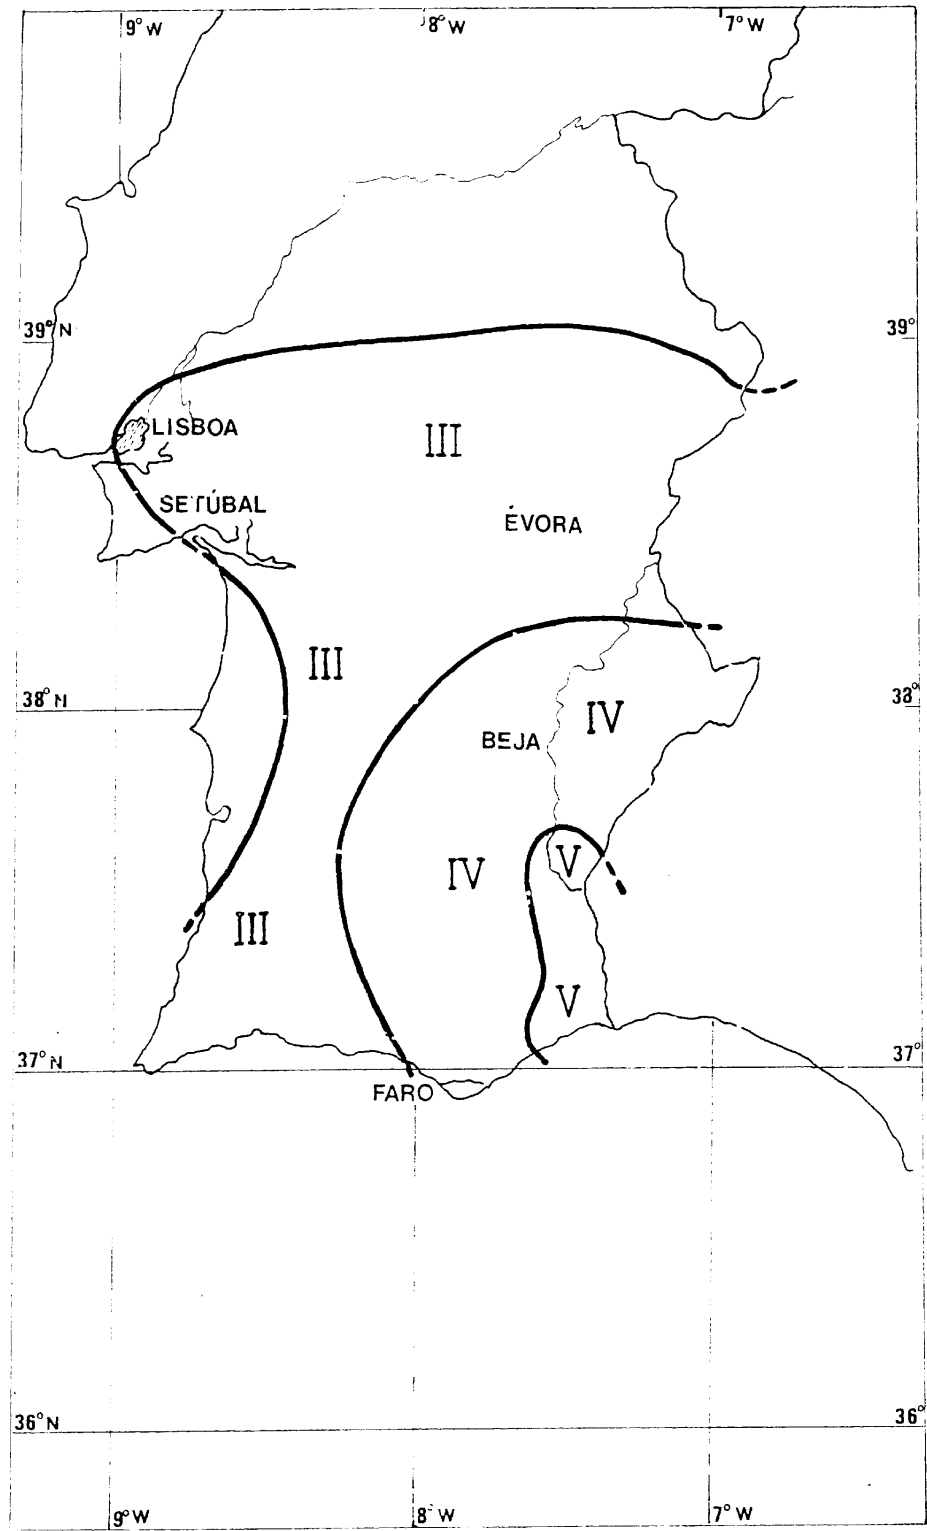 9° W 8° W 7° W
39° N 39°
LISBOA
III
SETÚBAL
ÉVORA
III
38° N 38°
IV
BEJA
V
IV
III
V
37° N 37°
FARO
36° N 36°
9° W 8° W 7° W